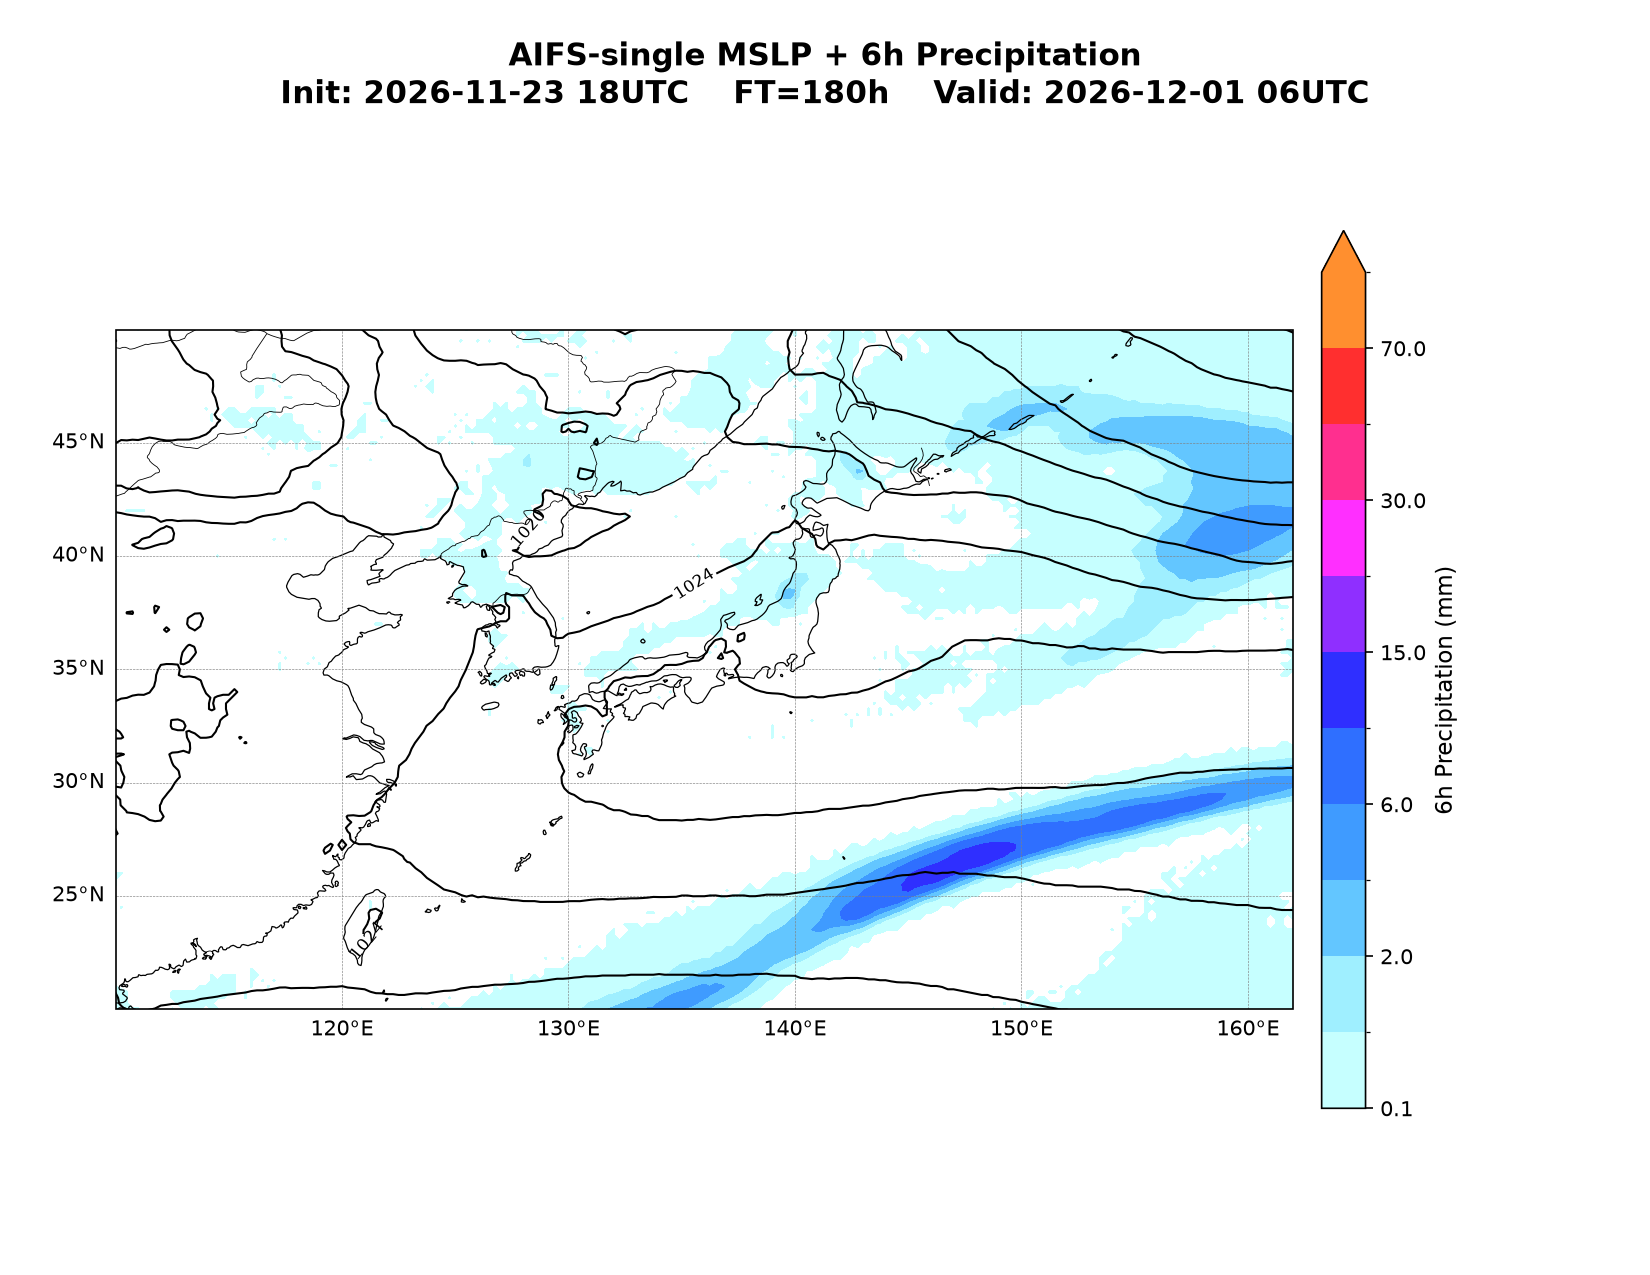 AIFS-single MSLP + 6h Precipitation
Init: 2026-11-23 18UTC    FT=180h    Valid: 2026-12-01 06UTC
70.0
30.0
15.0
6.0
2.0
0.1
6h Precipitation (mm)
45°N
40°N
35°N
30°N
25°N
1020
1024
1024
120°E
130°E
140°E
150°E
160°E